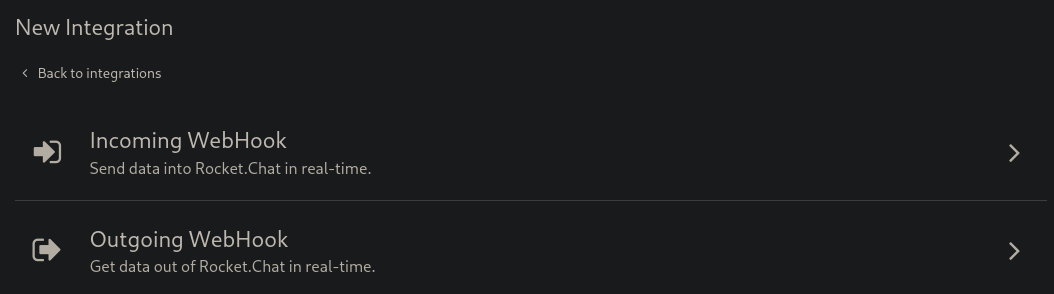 New Integration
Back to integrations
Incoming WebHook
Send data into Rocket.Chat in real-time.
Outgoing WebHook
Get data out of Rocket.Chat in real-time.